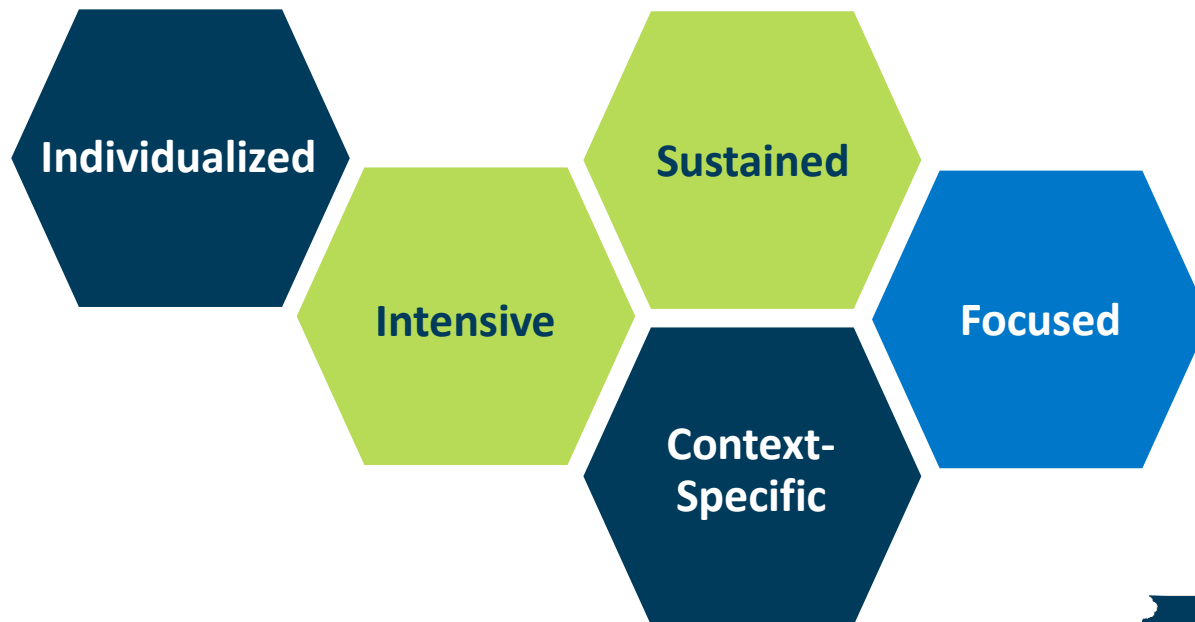 Individualized
Intensive
Sustained
Context-
Specific
Focused